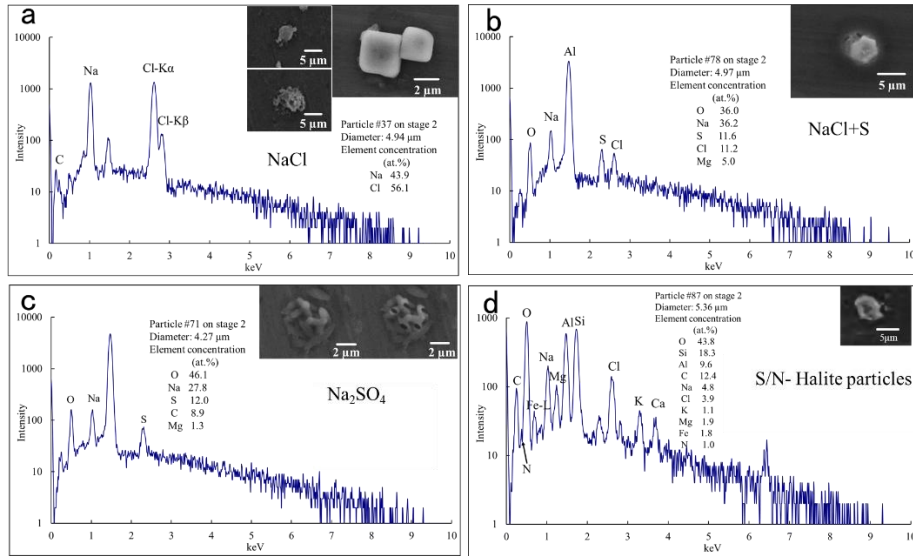 a
Intensity
10000
1000
100
10
1
Na
Cl-Kα
Cl-Kβ
C
NaCl
5 µm
5 µm
2 µm
Particle #37 on stage 2
Diameter: 4.94 µm
Element concentration
(at.%)
Na 43.9
Cl 56.1
0 1 2 3 4 5 6 7 8 9 10
keV
b
Intensity
10000
1000
100
10
1
Al
O
Na
S
Cl
Particle #78 on stage 2
Diameter: 4.97 µm
Element concentration
(at.%)
O 36.0
Na 36.2
S 11.6
Cl 11.2
Mg 5.0
5 µm
NaCl+S
0 1 2 3 4 5 6 7 8 9 10
keV
c
Intensity
10000
1000
100
10
1
O
Na
S
Particle #71 on stage 2
Diameter: 4.27 µm
Element concentration
(at.%)
O 46.1
Na 27.8
S 12.0
C 8.9
Mg 1.3
2 µm
2 µm
Na₂SO₄
0 1 2 3 4 5 6 7 8 9 10
keV
d
Intensity
1000
100
10
1
O
Al Si
Na
C
Mg
Fe-L
Cl
K
Ca
N
Particle #87 on stage 2
Diameter: 5.36 µm
Element concentration
(at.%)
O 43.8
Si 18.3
Al 9.6
C 12.4
Na 4.8
Cl 3.9
K 1.1
Mg 1.9
Fe 1.8
N 1.0
5µm
S/N- Halite particles
0 1 2 3 4 5 6 7 8 9 10
keV